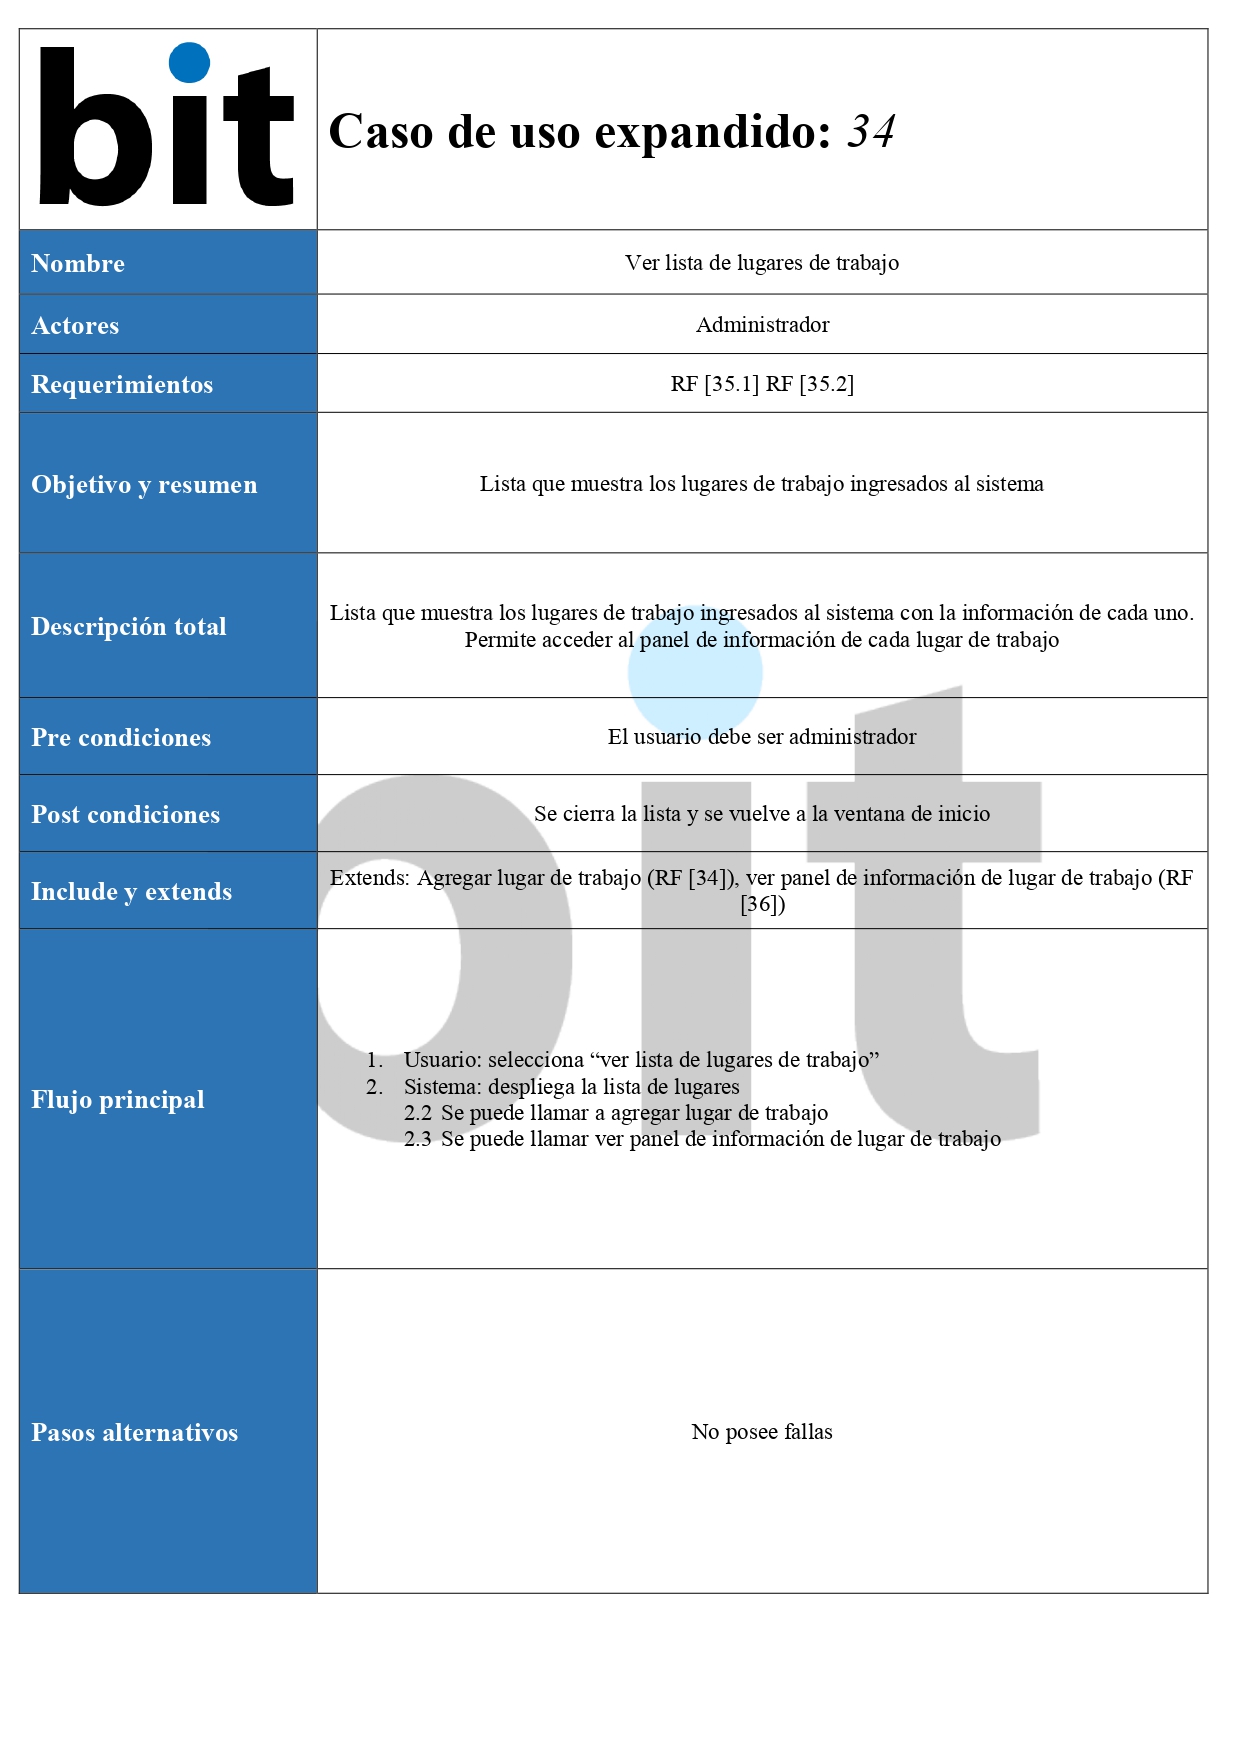 bit
Caso de uso expandido: 34
Nombre
Ver lista de lugares de trabajo
Actores
Administrador
Requerimientos
RF [35.1] RF [35.2]
Objetivo y resumen
Lista que muestra los lugares de trabajo ingresados al sistema
Descripción total
Lista que muestra los lugares de trabajo ingresados al sistema con la información de cada uno.
Permite acceder al panel de información de cada lugar de trabajo
Pre condiciones
El usuario debe ser administrador
Post condiciones
Se cierra la lista y se vuelve a la ventana de inicio
Include y extends
Extends: Agregar lugar de trabajo (RF [34]), ver panel de información de lugar de trabajo (RF
[36])
Flujo principal
1. Usuario: selecciona “ver lista de lugares de trabajo”
2. Sistema: despliega la lista de lugares
2.2 Se puede llamar a agregar lugar de trabajo
2.3 Se puede llamar ver panel de información de lugar de trabajo
Pasos alternativos
No posee fallas
bit